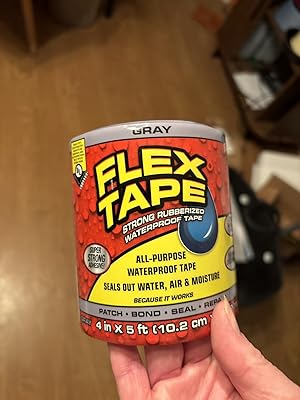 GRAY
FLEX
TAPE
STRONG RUBBERIZED
WATERPROOF TAPE
SUPER
STRONG
ADHESIVE!
ALL-PURPOSE
WATERPROOF TAPE
SEALS OUT WATER, AIR & MOISTURE
BECAUSE IT WORKS
PATCH • BOND • SEAL •
4 in X 5 ft (10.2 cm